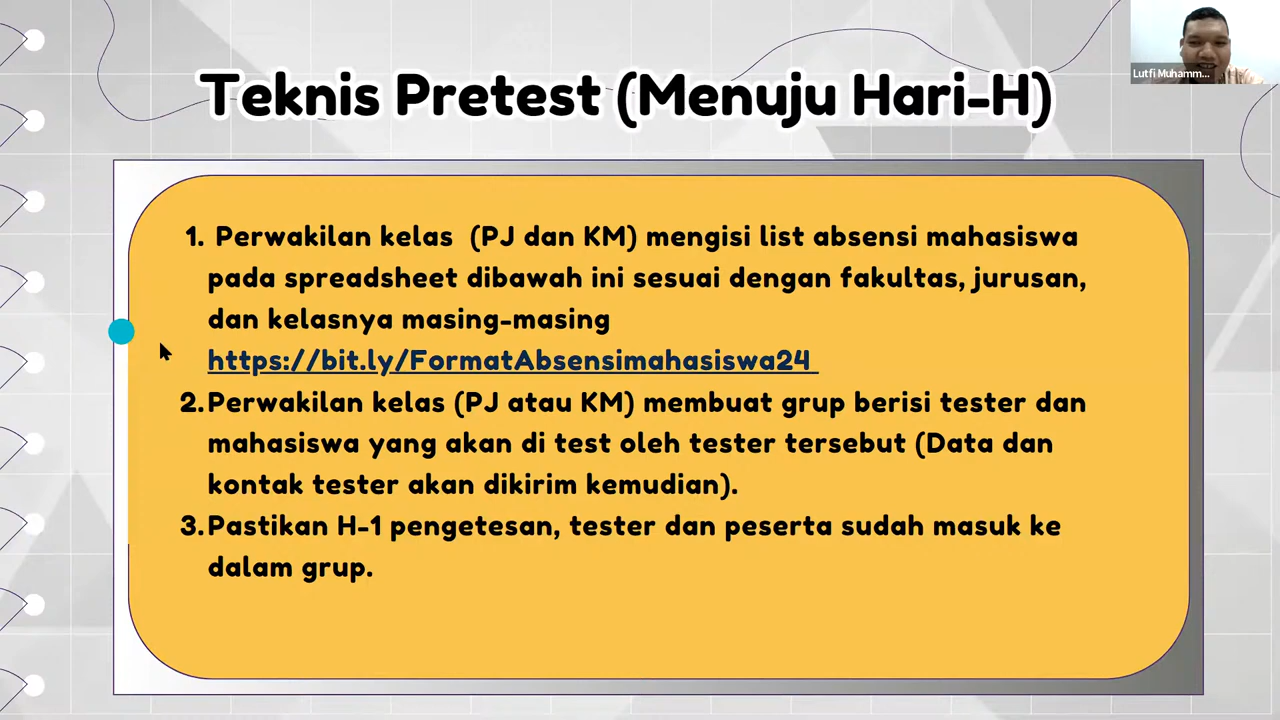 Lutfi Muhamm...
Teknis Pretest (Menuju Hari-H)
1. Perwakilan kelas (PJ dan KM) mengisi list absensi mahasiswa
pada spreadsheet dibawah ini sesuai dengan fakultas, jurusan,
dan kelasnya masing-masing
https://bit.ly/FormatAbsensimahasiswa24
2. Perwakilan kelas (PJ atau KM) membuat grup berisi tester dan
mahasiswa yang akan di test oleh tester tersebut (Data dan
kontak tester akan dikirim kemudian).
3. Pastikan H-1 pengetesan, tester dan peserta sudah masuk ke
dalam grup.